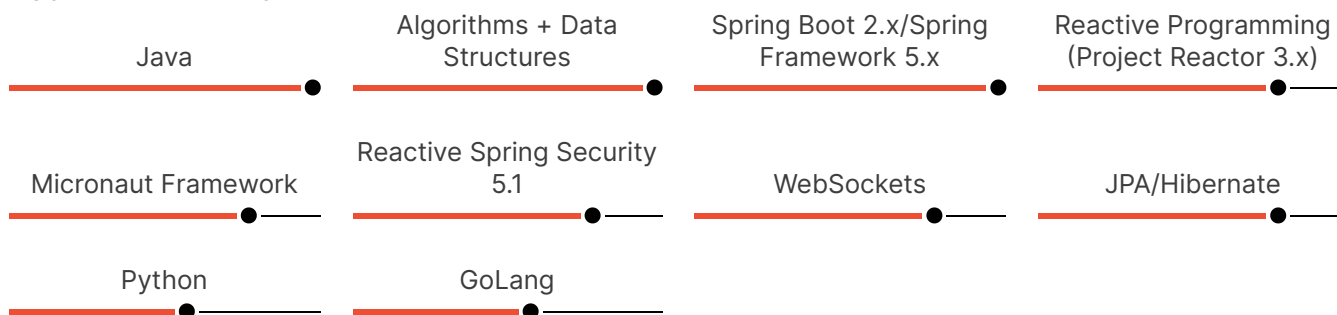 Java
Algorithms + Data
Structures
Spring Boot 2.x/Spring
Framework 5.x
Reactive Programming
(Project Reactor 3.x)
Micronaut Framework
Reactive Spring Security
5.1
WebSockets
JPA/Hibernate
Python
GoLang